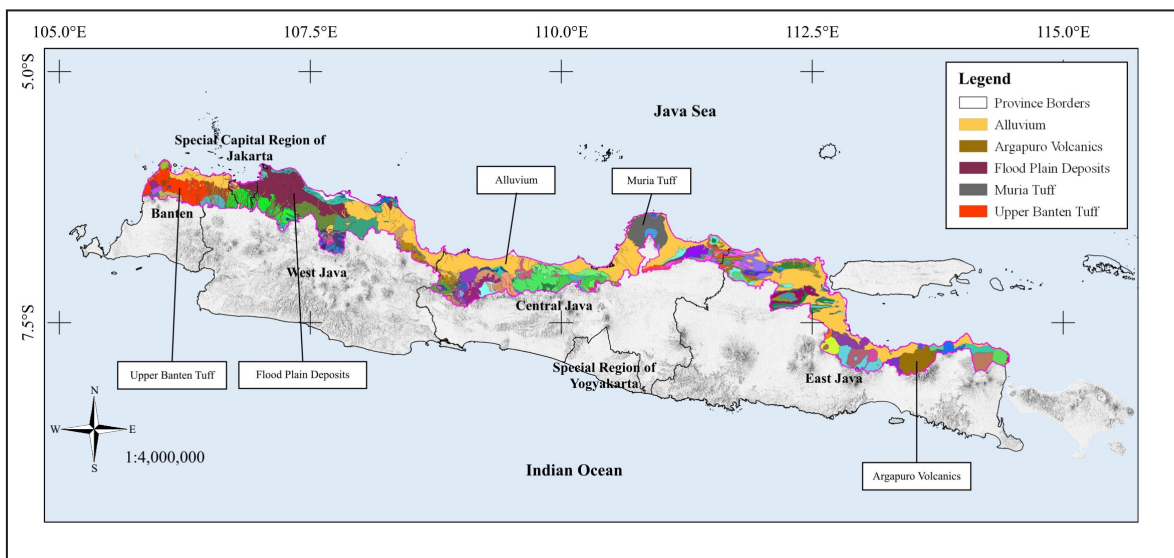 105.0°E
107.5°E
110.0°E
112.5°E
115.0°E
5.0°S
7.5°S
Legend
Province Borders
Alluvium
Argapuro Volcanics
Flood Plain Deposits
Muria Tuff
Upper Banten Tuff
Java Sea
Special Capital Region of
Jakarta
Alluvium
Muria Tuff
Banten
West Java
Central Java
Special Region of
Yogyakarta
East Java
Upper Banten Tuff
Flood Plain Deposits
Argapuro Volcanics
N
W
E
S
1:4,000,000
Indian Ocean